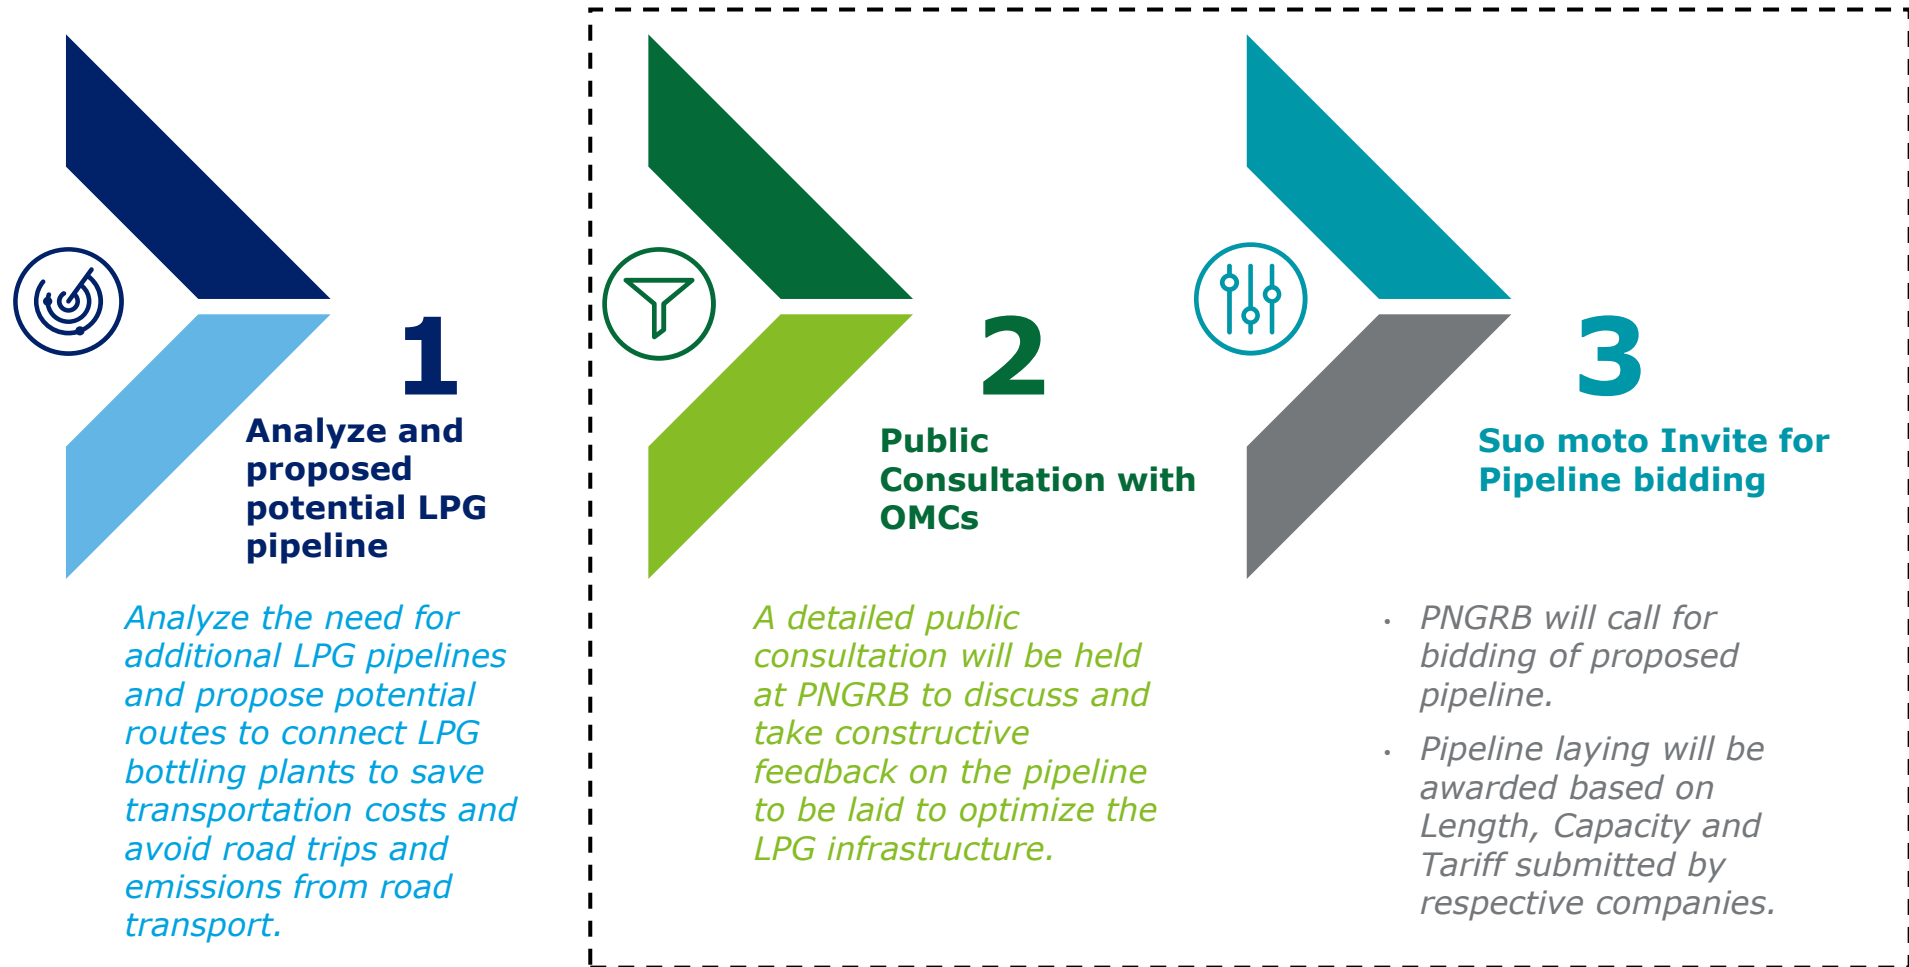 1
Analyze and
proposed
potential LPG
pipeline
Analyze the need for
additional LPG pipelines
and propose potential
routes to connect LPG
bottling plants to save
transportation costs and
avoid road trips and
emissions from road
transport.
2
Public
Consultation with
OMCs
A detailed public
consultation will be held
at PNGRB to discuss and
take constructive
feedback on the pipeline
to be laid to optimize the
LPG infrastructure.
3
Suo moto Invite for
Pipeline bidding
• PNGRB will call for
bidding of proposed
pipeline.
• Pipeline laying will be
awarded based on
Length, Capacity and
Tariff submitted by
respective companies.